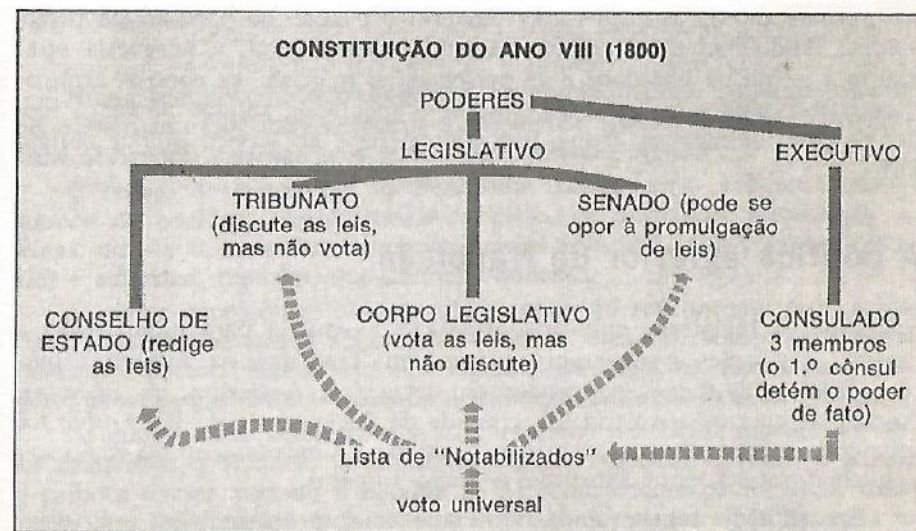 CONSTITUIÇÃO DO ANO VIII (1800)
PODERES
LEGISLATIVO
EXECUTIVO
TRIBUNATO
(discute as leis,
mas não vota)
SENADO (pode se
opor à promulgação
de leis)
CONSELHO DE
ESTADO (redige
as leis)
CORPO LEGISLATIVO
(vota as leis, mas
não discute)
CONSULADO
3 membros
(o 1.º cônsul
detém o poder
de fato)
Lista de "Notabilizados"
voto universal